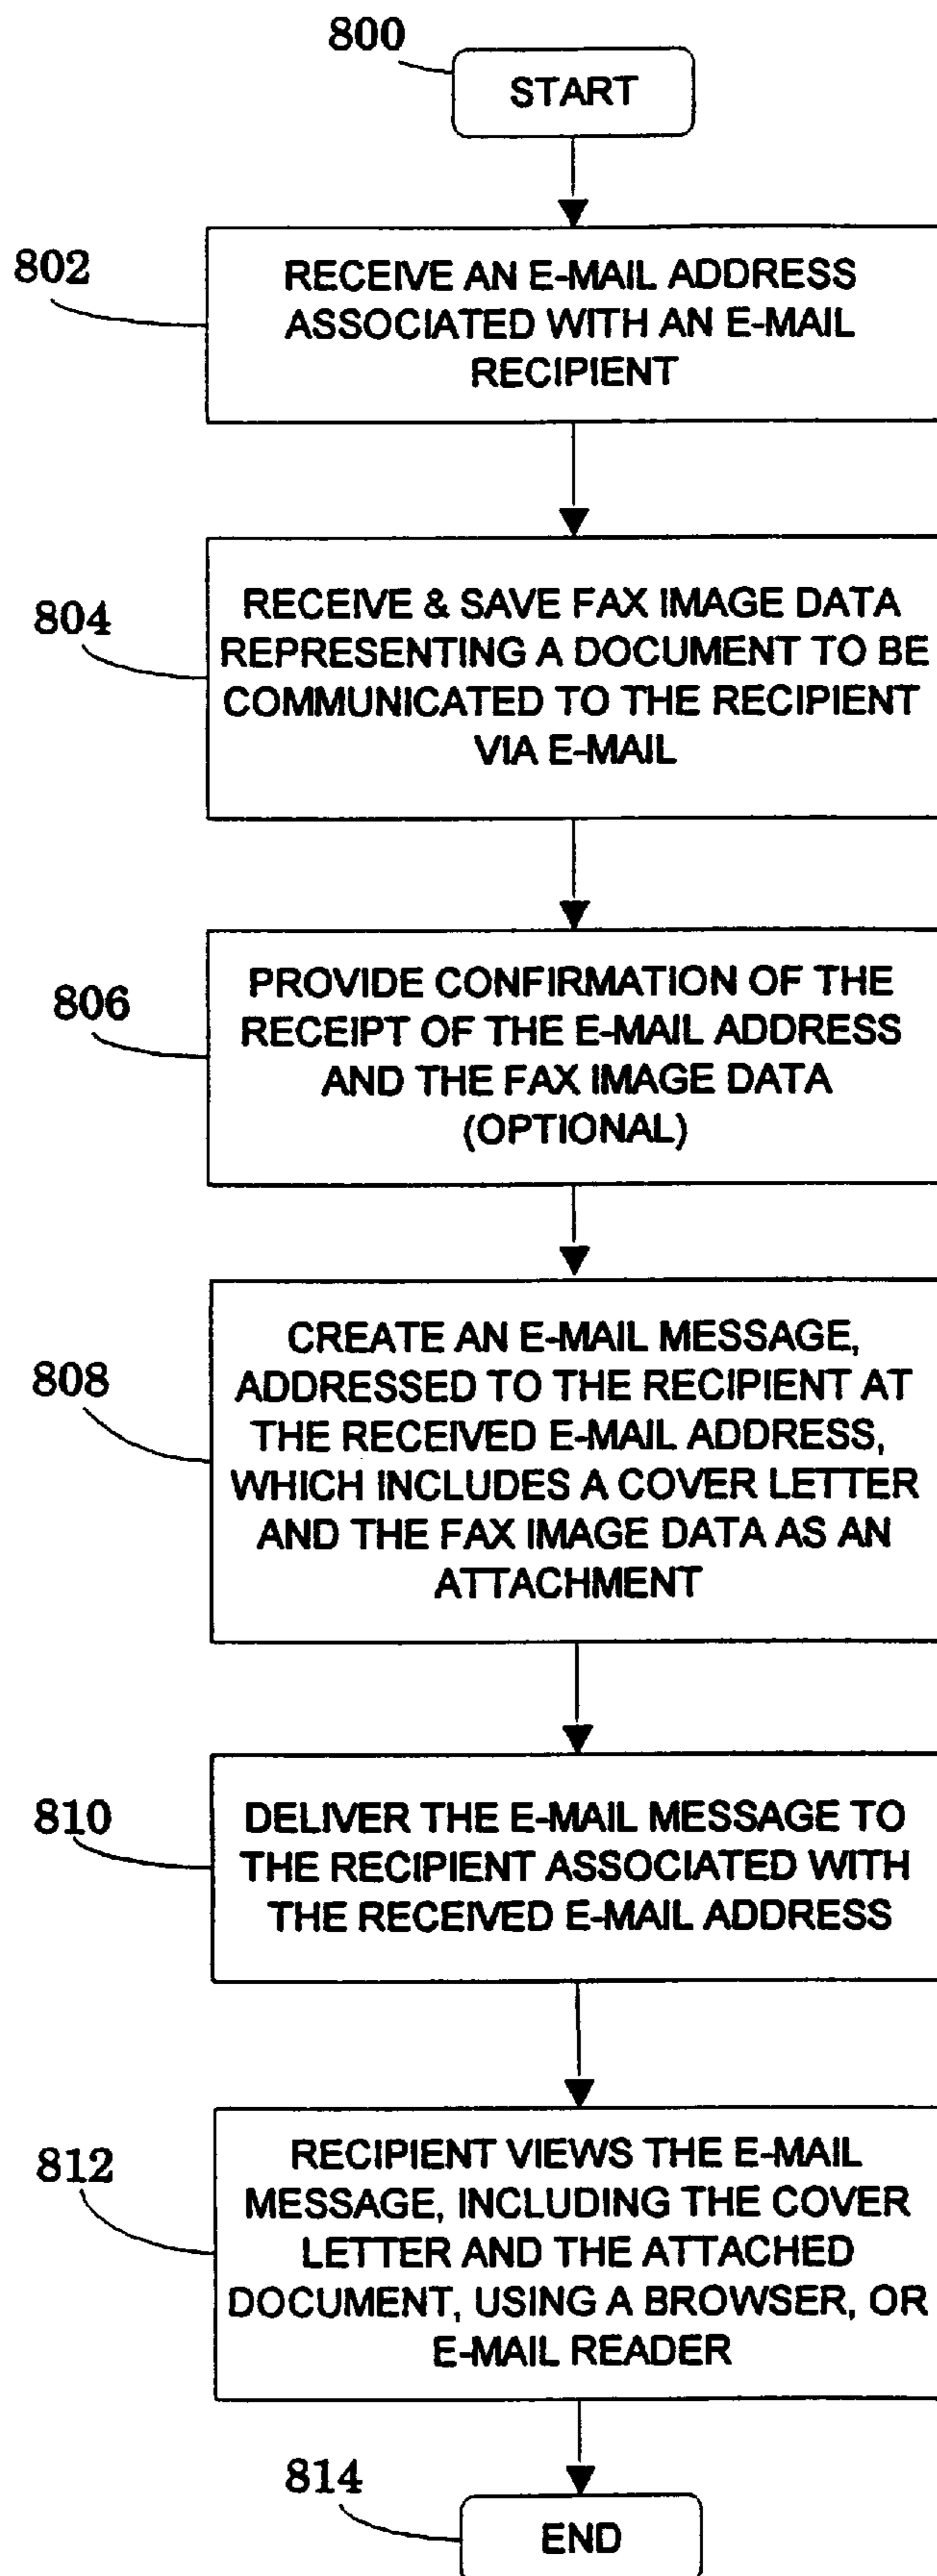 800
START
802
RECEIVE AN E-MAIL ADDRESS
ASSOCIATED WITH AN E-MAIL
RECIPIENT
804
RECEIVE & SAVE FAX IMAGE DATA
REPRESENTING A DOCUMENT TO BE
COMMUNICATED TO THE RECIPIENT
VIA E-MAIL
806
PROVIDE CONFIRMATION OF THE
RECEIPT OF THE E-MAIL ADDRESS
AND THE FAX IMAGE DATA
(OPTIONAL)
808
CREATE AN E-MAIL MESSAGE,
ADDRESSED TO THE RECIPIENT AT
THE RECEIVED E-MAIL ADDRESS,
WHICH INCLUDES A COVER LETTER
AND THE FAX IMAGE DATA AS AN
ATTACHMENT
810
DELIVER THE E-MAIL MESSAGE TO
THE RECIPIENT ASSOCIATED WITH
THE RECEIVED E-MAIL ADDRESS
812
RECIPIENT VIEWS THE E-MAIL
MESSAGE, INCLUDING THE COVER
LETTER AND THE ATTACHED
DOCUMENT, USING A BROWSER, OR
E-MAIL READER
814
END